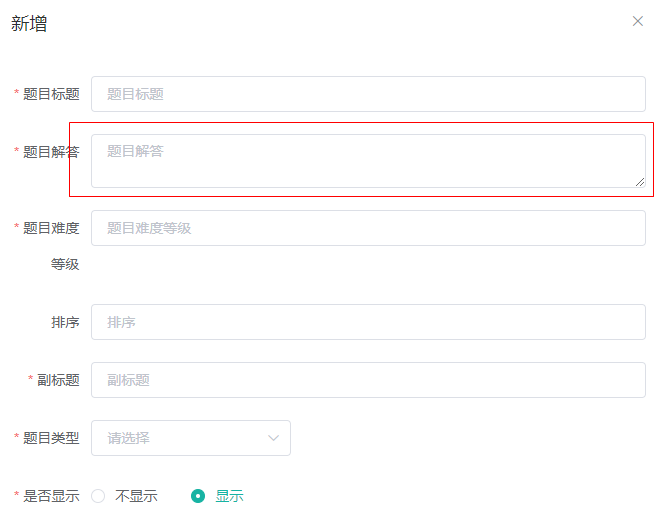 新增
* 题目标题 题目标题
* 题目解答 题目解答
* 题目难度 题目难度等级
等级
排序 排序
* 副标题 副标题
* 题目类型 请选择
* 是否显示 不显示 显示